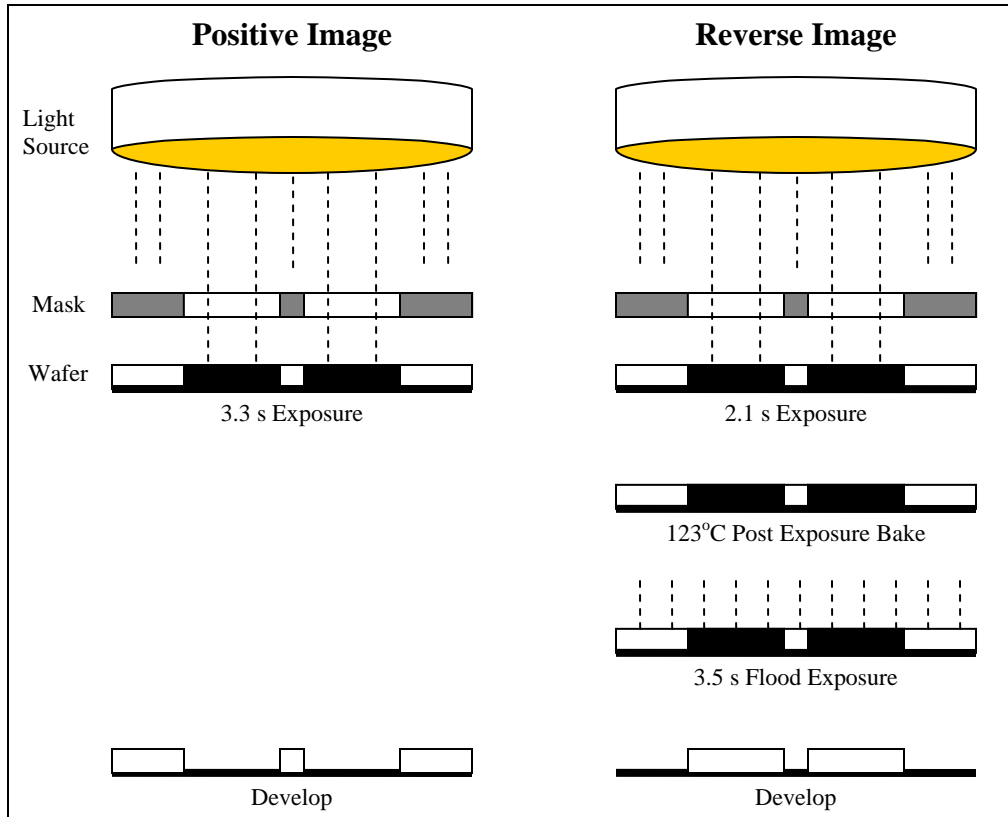 Positive Image
Reverse Image
Light
Source
Mask
Wafer
3.3 s Exposure
2.1 s Exposure
123°C Post Exposure Bake
3.5 s Flood Exposure
Develop
Develop